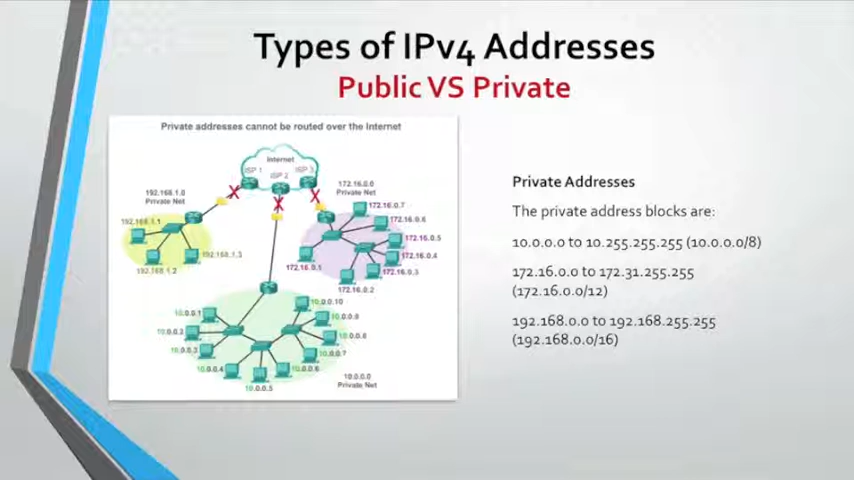 Types of IPv4 Addresses
Public VS Private
Private addresses cannot be routed over the Internet
Internet
ISP 1
ISP 2
ISP 3
192.168.1.0
Private Net
192.168.1.1
192.168.1.2
192.168.1.3
172.16.0.0
Private Net
172.16.0.7
172.16.0.6
172.16.0.5
172.16.0.4
172.16.0.3
172.16.0.1
172.16.0.2
10.0.0.10
10.0.0.1
10.0.0.9
10.0.0.3
10.0.0.8
10.0.0.3
10.0.0.7
10.0.0.4
10.0.0.6
10.0.0.5
10.0.0.0
Private Net
Private Addresses
The private address blocks are:
10.0.0.0 to 10.255.255.255 (10.0.0.0/8)
172.16.0.0 to 172.31.255.255
(172.16.0.0/12)
192.168.0.0 to 192.168.255.255
(192.168.0.0/16)